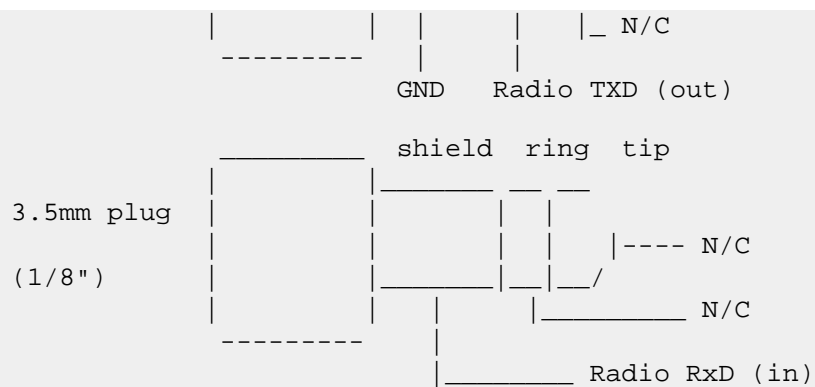 N/C
GND Radio TXD (out)
shield ring tip
3.5mm plug
N/C
(1/8")
N/C
Radio RxD (in)